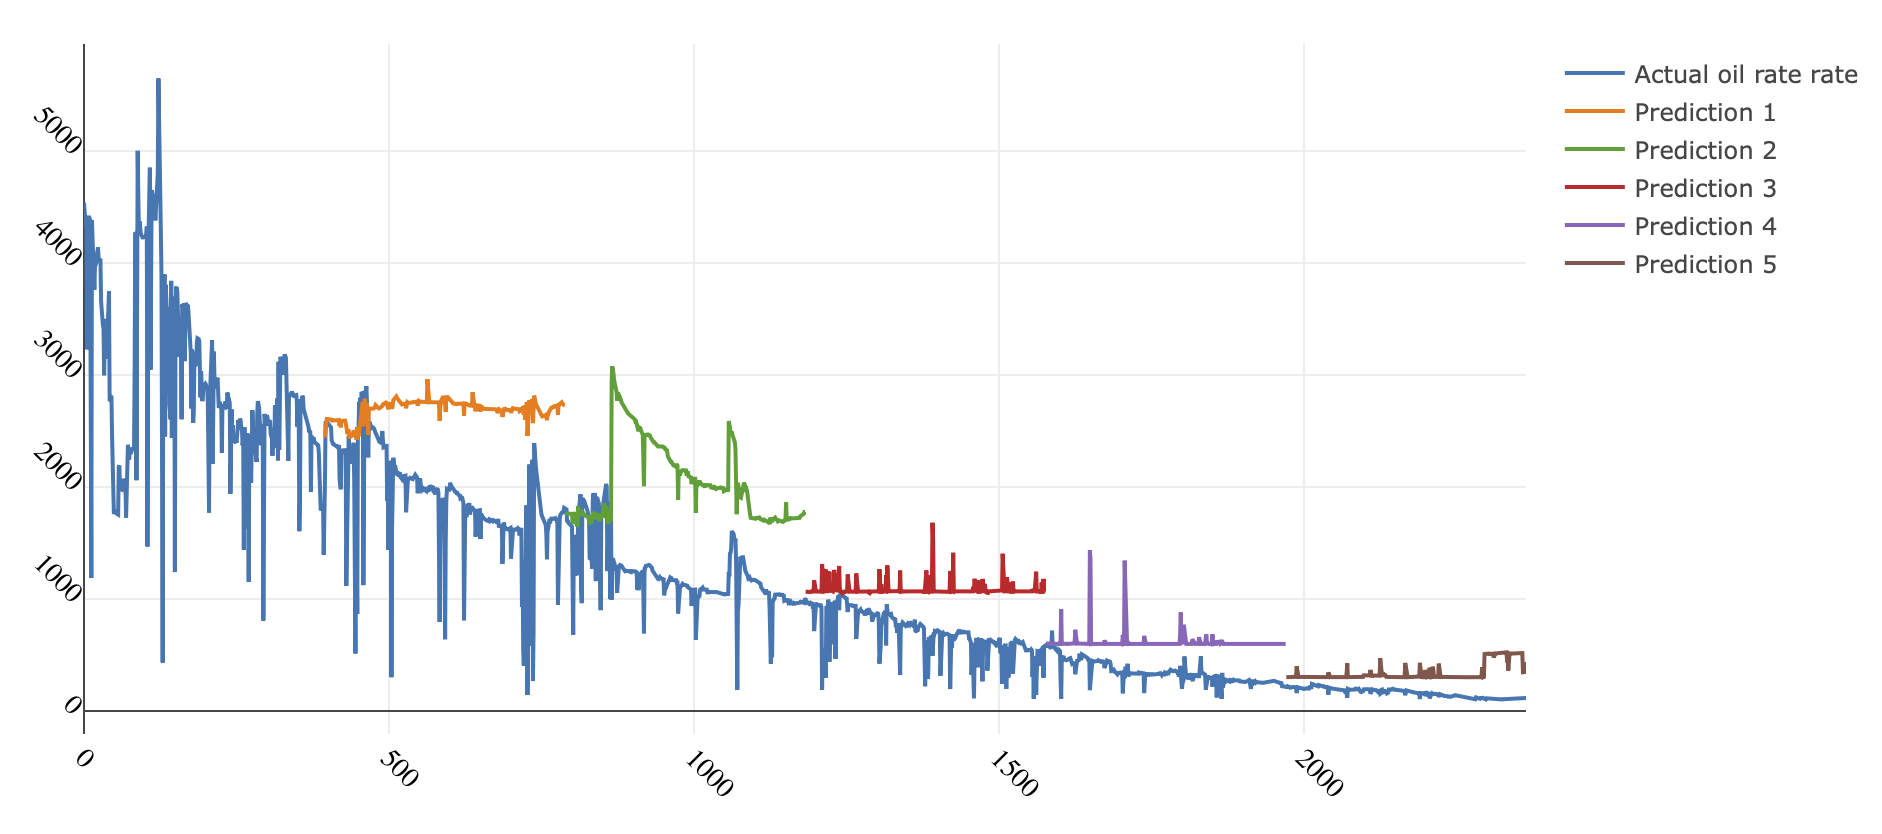 5000
4000
3000
2000
1000
0
0
500
1000
1500
2000
Actual oil rate rate
Prediction 1
Prediction 2
Prediction 3
Prediction 4
Prediction 5